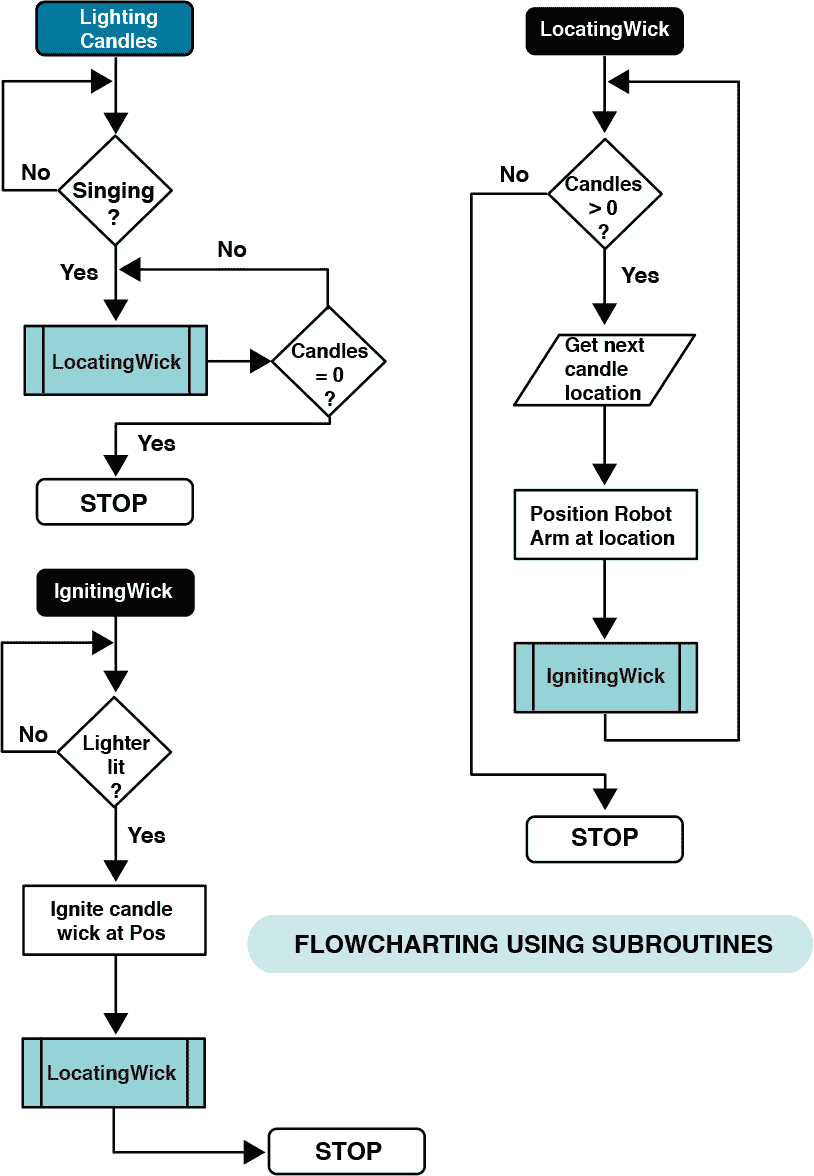 Lighting
Candles
No
Singing
?
Yes
No
LocatingWick
Candles
= 0
?
Yes
STOP
IgnitingWick
No
Lighter
lit
?
Yes
Ignite candle
wick at Pos
LocatingWick
STOP
LocatingWick
No
Candles
> 0
?
Yes
Get next
candle
location
Position Robot
Arm at location
IgnitingWick
STOP
FLOWCHARTING USING SUBROUTINES